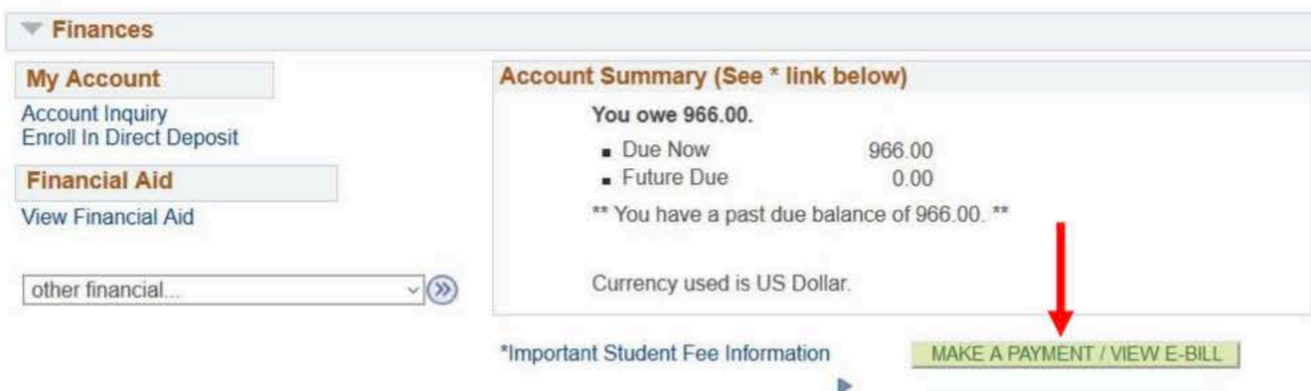 Finances
My Account
Account Inquiry
Enroll In Direct Deposit
Financial Aid
View Financial Aid
other financial...
Account Summary (See * link below)
You owe 966.00.
Due Now 966.00
Future Due 0.00
** You have a past due balance of 966.00. **
Currency used is US Dollar.
*Important Student Fee Information
MAKE A PAYMENT / VIEW E-BILL